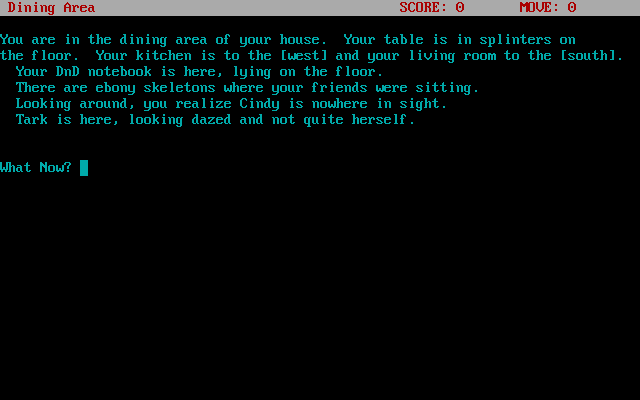 Dining Area SCORE: 0 MOVE: 0
You are in the dining area of your house. Your table is in splinters on
the floor. Your kitchen is to the [west] and your living room to the [south].
Your DnD notebook is here, lying on the floor.
There are ebony skeletons where your friends were sitting.
Looking around, you realize Cindy is nowhere in sight.
Tark is here, looking dazed and not quite herself.
What Now?